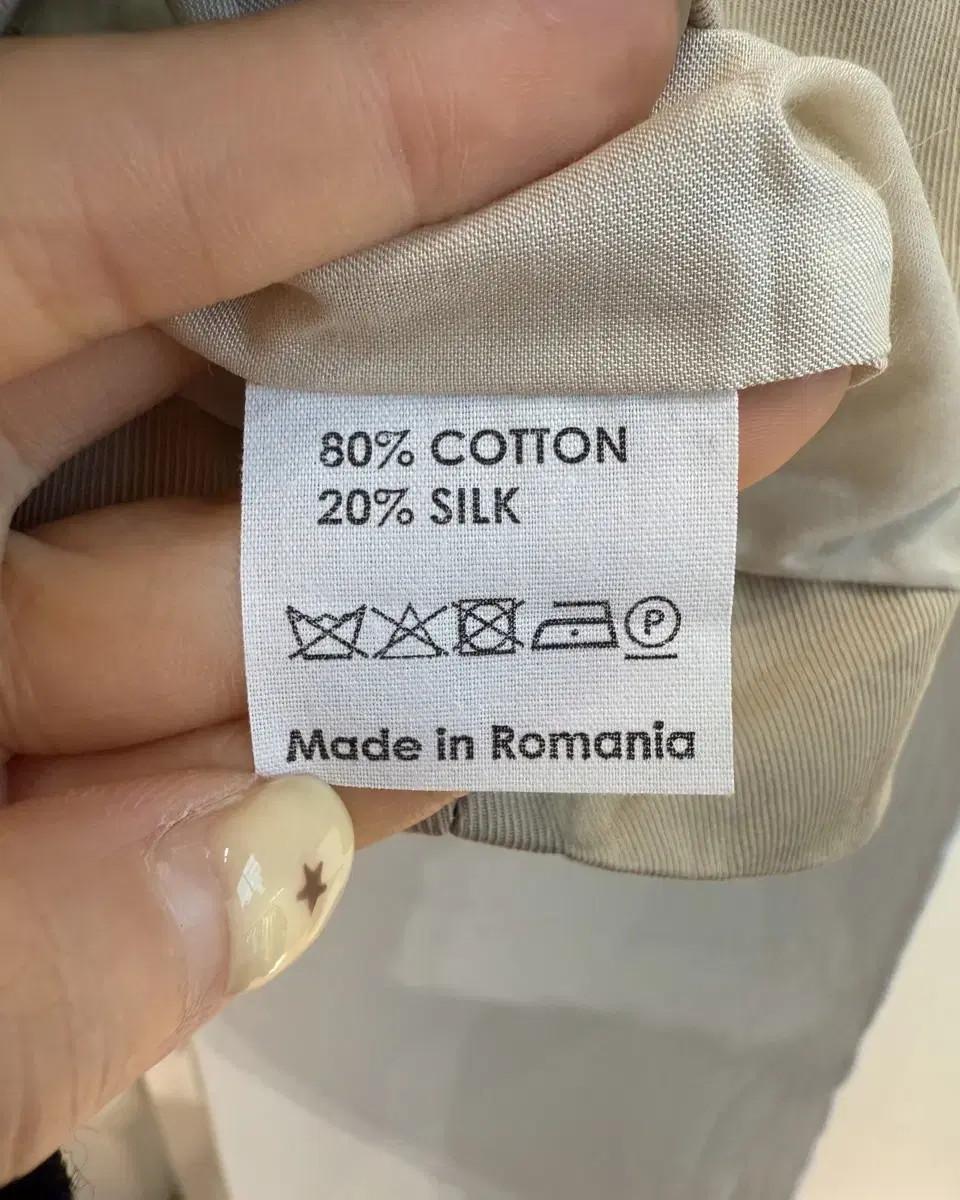 80% COTTON
20% SILK
P
Made in Romania